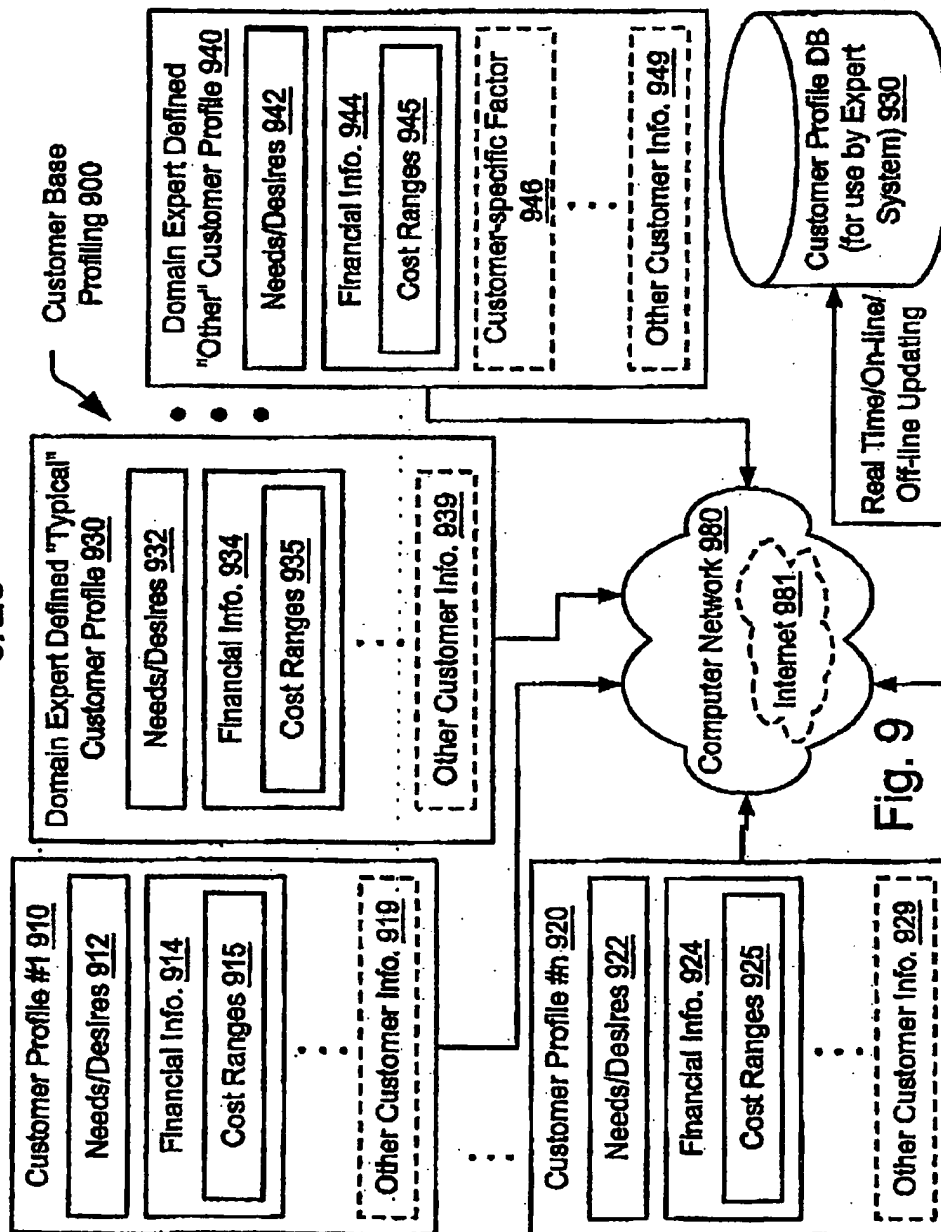 Customer Base
Profiling 900
Customer Profile #1 910
Needs/Desires 912
Financial Info. 914
Cost Ranges 915
Other Customer Info. 919
Domain Expert Defined "Typical"
Customer Profile 930
Needs/Desires 932
Financial Info. 934
Cost Ranges 935
Other Customer Info. 939
Domain Expert Defined
"Other" Customer Profile 940
Needs/Desires 942
Financial Info. 944
Cost Ranges 945
Customer-specific Factor
946
Other Customer Info. 949
Customer Profile #n 920
Needs/Desires 922
Financial Info. 924
Cost Ranges 925
Other Customer Info. 929
Computer Network 980
Internet 981
Real Time/On-line/
Off-line Updating
Customer Profile DB
(for use by Expert
System) 930
Fig. 9